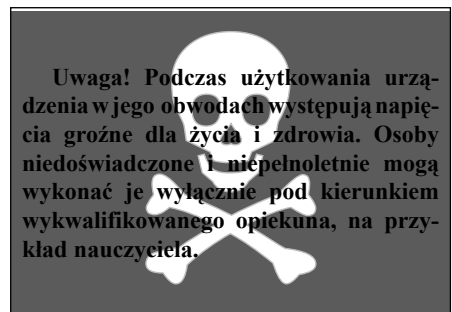 Uwaga! Podczas użytkowania urzą-
dzenia w jego obwodach występują napię-
cia groźne dla życia i zdrowia. Osoby
niedoświadczone i niepełnoletnie mogą
wykonać je wyłącznie pod kierunkiem
wykwalifikowanego opiekuna, na przy-
kład nauczyciela.